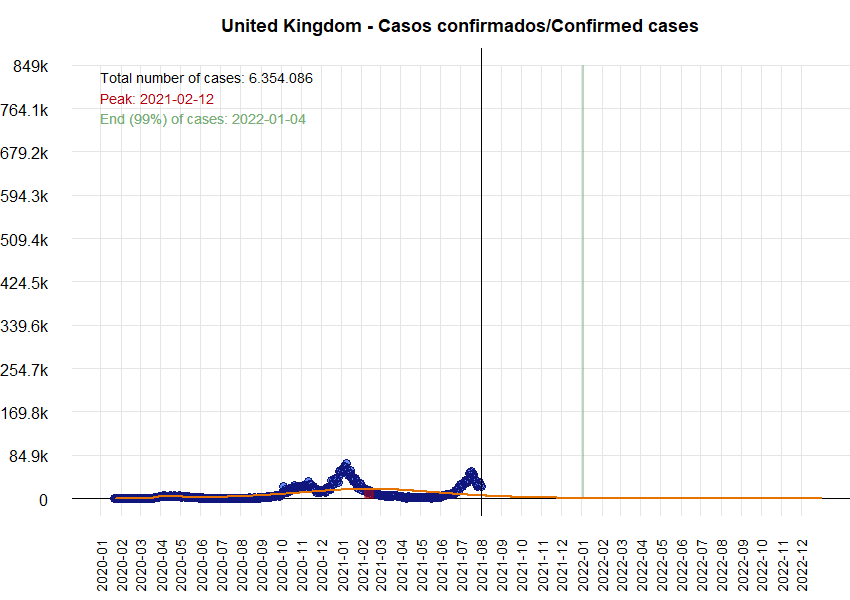 United Kingdom - Casos confirmados/Confirmed cases
849k
Total number of cases: 6.354.086
Peak: 2021-02-12
764.1k
End (99%) of cases: 2022-01-04
679.2k
594.3k
509.4k
424.5k
339.6k
254.7k
169.8k
84.9k
0
2020-01
2020-02
2020-03
2020-04
2020-05
2020-06
2020-07
2020-08
2020-09
2020-10
2020-11
2020-12
2021-01
2021-02
2021-03
2021-04
2021-05
2021-06
2021-07
2021-08
2021-09
2021-10
2021-11
2021-12
2022-01
2022-02
2022-03
2022-04
2022-05
2022-06
2022-07
2022-08
2022-09
2022-10
2022-11
2022-12